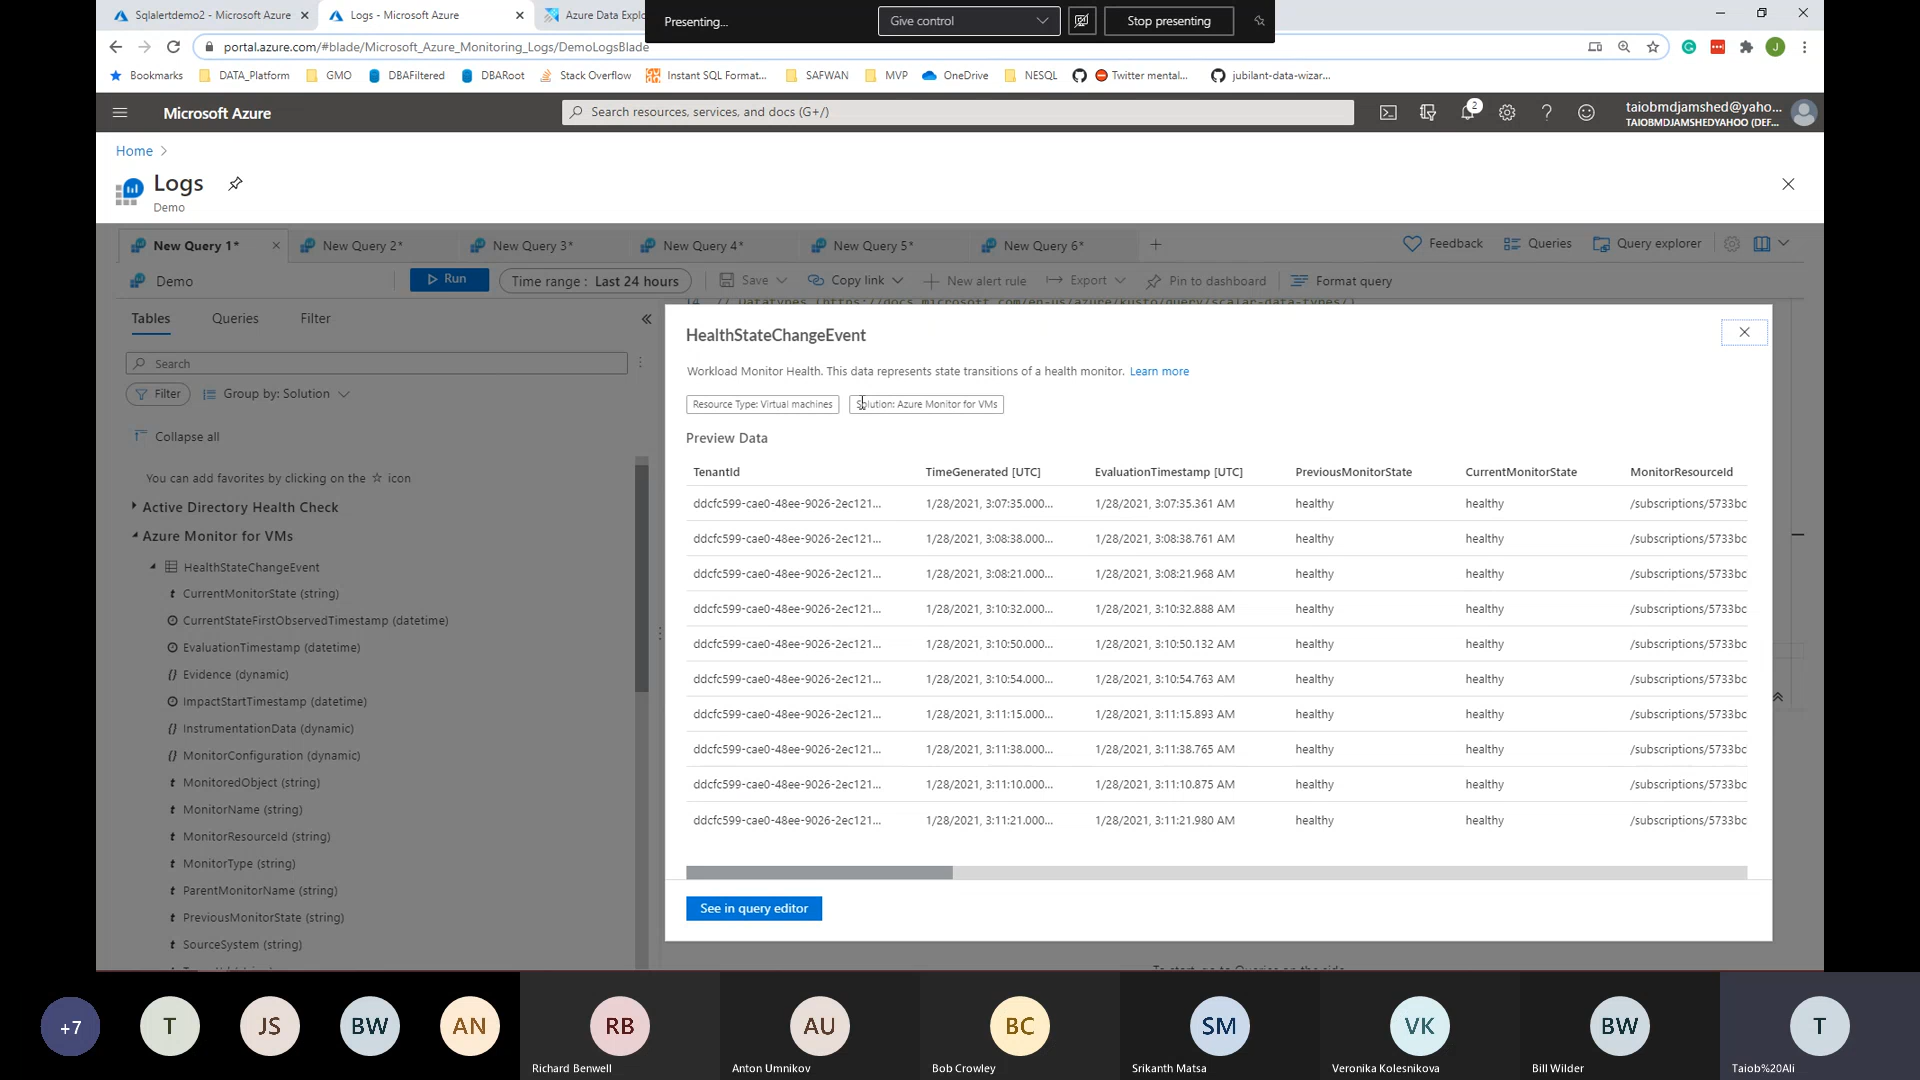 Sqlalertdemo2 - Microsoft Azure
Logs - Microsoft Azure
Azure Data Explo
Presenting...
Give control
Stop presenting
portal.azure.com/#blade/Microsoft_Azure_Monitoring_Logs/DemoLogsBlade
J
Bookmarks
DATA_Platform
GMO
DBAFiltered
DBARoot
Stack Overflow
Instant SQL Format...
SAFWAN
MVP
OneDrive
NESQL
Twitter mental...
jubilant-data-wizar...
Microsoft Azure
Search resources, services, and docs (G+/)
2
taiobmdjamshed@yaho...
TAIOBMDJAMSHEDYAHOO (DEF...
Home
Logs
Demo
New Query 1*
New Query 2*
New Query 3*
New Query 4*
New Query 5*
New Query 6*
Feedback
Queries
Query explorer
Demo
Run
Time range : Last 24 hours
Save
Copy link
New alert rule
Export
Pin to dashboard
Format query
14 // Datatypes (https://docs.microsoft.com/en-us/azure/kusto/query/scalar-data-types/)
Tables
Queries
Filter
Search
Filter
Group by: Solution
Collapse all
You can add favorites by clicking on the ☆ icon
Active Directory Health Check
Azure Monitor for VMs
HealthStateChangeEvent
t CurrentMonitorState (string)
CurrentStateFirstObservedTimestamp (datetime)
EvaluationTimestamp (datetime)
{} Evidence (dynamic)
ImpactStartTimestamp (datetime)
{} InstrumentationData (dynamic)
{} MonitorConfiguration (dynamic)
t MonitoredObject (string)
t MonitorName (string)
t MonitorResourceId (string)
t MonitorType (string)
t ParentMonitorName (string)
t PreviousMonitorState (string)
t SourceSystem (string)
HealthStateChangeEvent
Workload Monitor Health. This data represents state transitions of a health monitor. Learn more
Resource Type: Virtual machines
Solution: Azure Monitor for VMs
Preview Data
TenantId TimeGenerated [UTC] EvaluationTimestamp [UTC] PreviousMonitorState CurrentMonitorState MonitorResourceId
ddcfc599-cae0-48ee-9026-2ec121... 1/28/2021, 3:07:35.000... 1/28/2021, 3:07:35.361 AM healthy healthy /subscriptions/5733bc
ddcfc599-cae0-48ee-9026-2ec121... 1/28/2021, 3:08:38.000... 1/28/2021, 3:08:38.761 AM healthy healthy /subscriptions/5733bc
ddcfc599-cae0-48ee-9026-2ec121... 1/28/2021, 3:08:21.000... 1/28/2021, 3:08:21.968 AM healthy healthy /subscriptions/5733bc
ddcfc599-cae0-48ee-9026-2ec121... 1/28/2021, 3:10:32.000... 1/28/2021, 3:10:32.888 AM healthy healthy /subscriptions/5733bc
ddcfc599-cae0-48ee-9026-2ec121... 1/28/2021, 3:10:50.000... 1/28/2021, 3:10:50.132 AM healthy healthy /subscriptions/5733bc
ddcfc599-cae0-48ee-9026-2ec121... 1/28/2021, 3:10:54.000... 1/28/2021, 3:10:54.763 AM healthy healthy /subscriptions/5733bc
ddcfc599-cae0-48ee-9026-2ec121... 1/28/2021, 3:11:15.000... 1/28/2021, 3:11:15.893 AM healthy healthy /subscriptions/5733bc
ddcfc599-cae0-48ee-9026-2ec121... 1/28/2021, 3:11:38.000... 1/28/2021, 3:11:38.765 AM healthy healthy /subscriptions/5733bc
ddcfc599-cae0-48ee-9026-2ec121... 1/28/2021, 3:11:10.000... 1/28/2021, 3:11:10.875 AM healthy healthy /subscriptions/5733bc
ddcfc599-cae0-48ee-9026-2ec121... 1/28/2021, 3:11:21.000... 1/28/2021, 3:11:21.980 AM healthy healthy /subscriptions/5733bc
See in query editor
+7
T
JS
BW
AN
RB
Richard Benwell
AU
Anton Umnikov
BC
Bob Crowley
SM
Srikanth Matsa
VK
Veronika Kolesnikova
BW
Bill Wilder
T
Taiob%20Ali